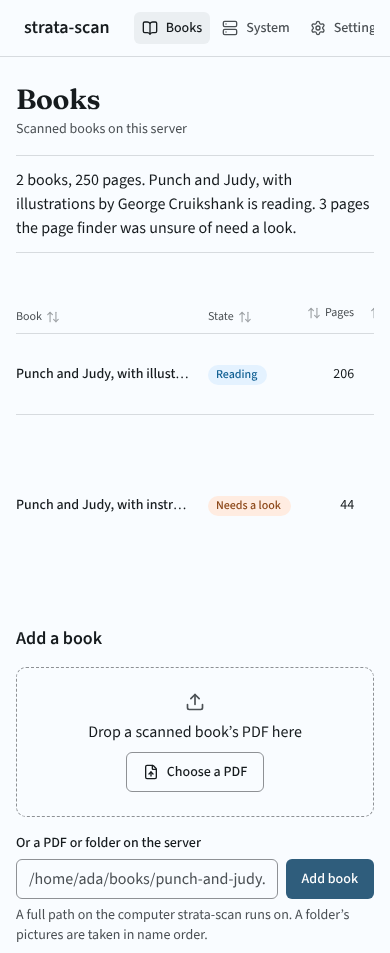 strata-scan Books System Setting
Books
Scanned books on this server
2 books, 250 pages. Punch and Judy, with
illustrations by George Cruikshank is reading. 3 pages
the page finder was unsure of need a look.
Book State Pages
Punch and Judy, with illust… Reading 206
Punch and Judy, with instr… Needs a look 44
Add a book
Drop a scanned book’s PDF here
Choose a PDF
Or a PDF or folder on the server
/home/ada/books/punch-and-judy. Add book
A full path on the computer strata-scan runs on. A folder’s
pictures are taken in name order.